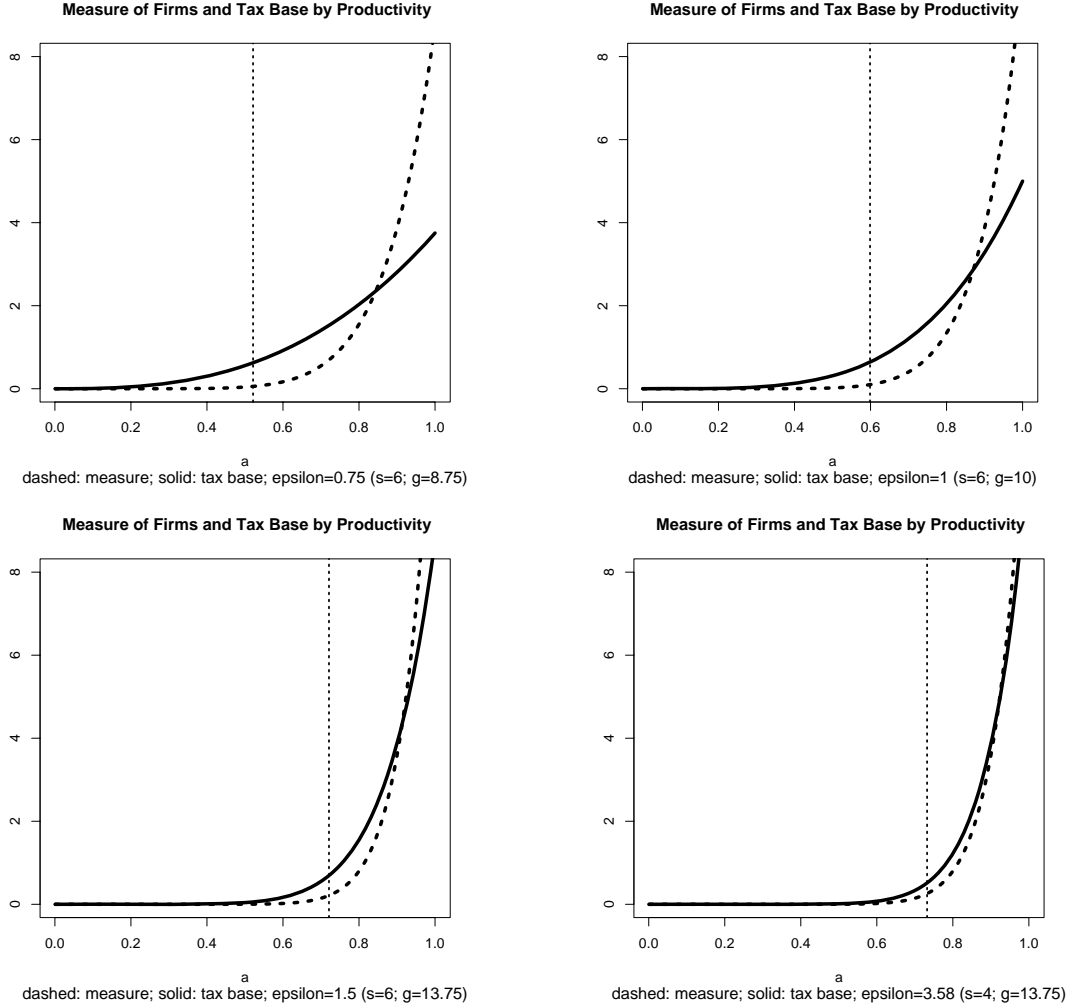 Measure of Firms and Tax Base by Productivity
8
6
4
2
0
0.0 0.2 0.4 0.6 0.8 1.0
a
dashed: measure; solid: tax base; epsilon=0.75 (s=6; g=8.75)
Measure of Firms and Tax Base by Productivity
8
6
4
2
0
0.0 0.2 0.4 0.6 0.8 1.0
a
dashed: measure; solid: tax base; epsilon=1 (s=6; g=10)
Measure of Firms and Tax Base by Productivity
8
6
4
2
0
0.0 0.2 0.4 0.6 0.8 1.0
a
dashed: measure; solid: tax base; epsilon=1.5 (s=6; g=13.75)
Measure of Firms and Tax Base by Productivity
8
6
4
2
0
0.0 0.2 0.4 0.6 0.8 1.0
a
dashed: measure; solid: tax base; epsilon=3.58 (s=4; g=13.75)